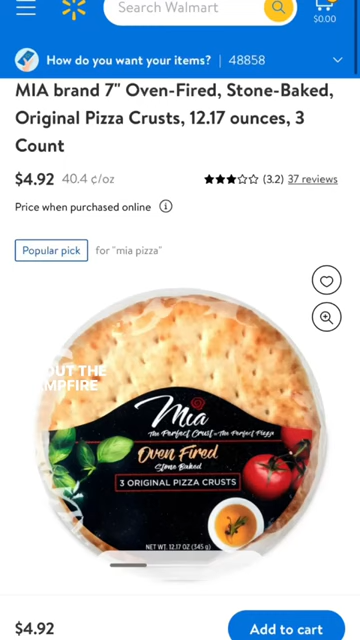 Search Walmart
$0.00
How do you want your items? | 48858
MIA brand 7" Oven-Fired, Stone-Baked,
Original Pizza Crusts, 12.17 ounces, 3
Count
$4.92 40.4 ¢/oz (3.2) 37 reviews
Price when purchased online
Popular pick for "mia pizza"
OUT THE
MPFIRE
Mia
The Perfect Crust - The Perfect Pizza
Oven Fired
Stone Baked
3 ORIGINAL PIZZA CRUSTS
NET WT. 12.17 OZ (345 g)
$4.92 Add to cart